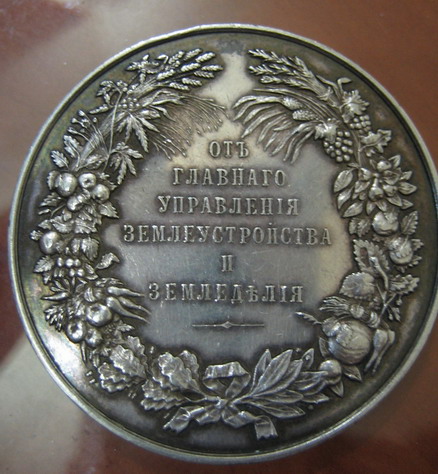 ОТЪ
ГЛАВНАГО
УПРАВЛЕНІЯ
ЗЕМЛЕУСТРОЙСТВА
И
ЗЕМЛЕДѢЛІЯ